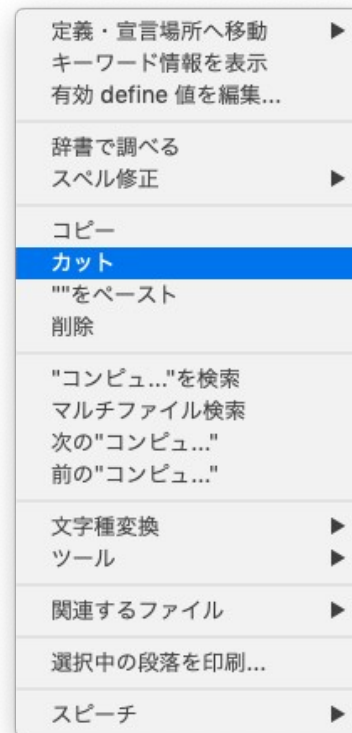 定義・宣言場所へ移動
キーワード情報を表示
有効 define 値を編集...
辞書で調べる
スペル修正
コピー
カット
""をペースト
削除
"コンピュ..."を検索
マルチファイル検索
次の"コンピュ..."
前の"コンピュ..."
文字種変換
ツール
関連するファイル
選択中の段落を印刷...
スピーチ